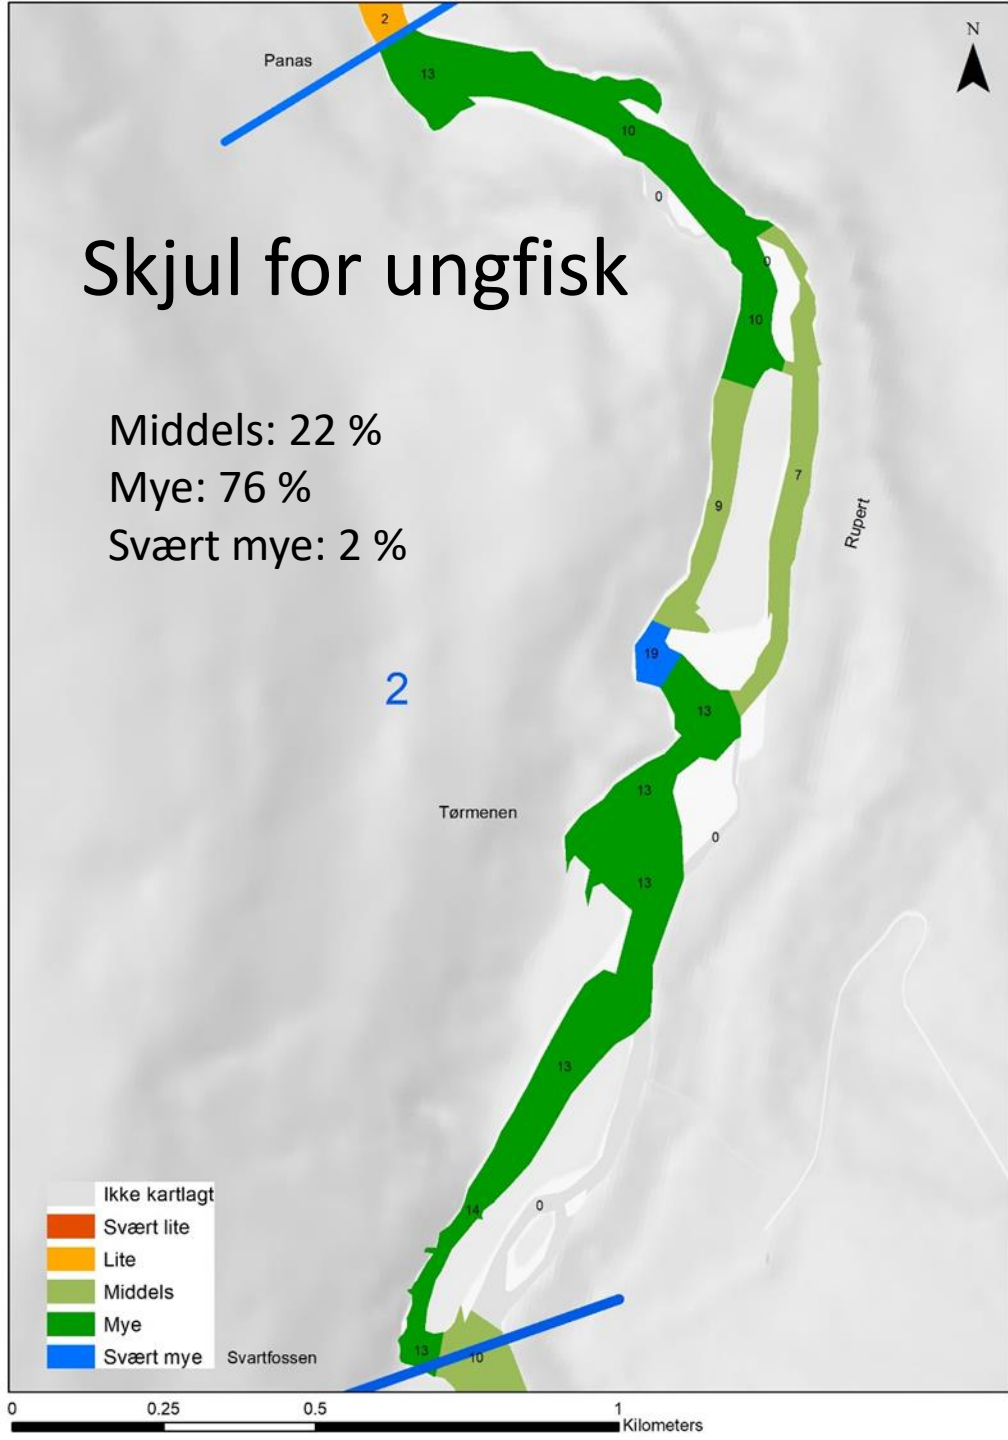 2
N
Panas
13
10
0
Skjul for ungfisk
0
10
Middels: 22 %
Mye: 76 %
Svært mye: 2 %
7
9
Rupert
19
2
13
13
Tørmenen
0
13
13
14
0
Ikke kartlagt
Svært lite
Lite
Middels
Mye
Svært mye
Svartfossen
13
10
0 0.25 0.5 1
Kilometers